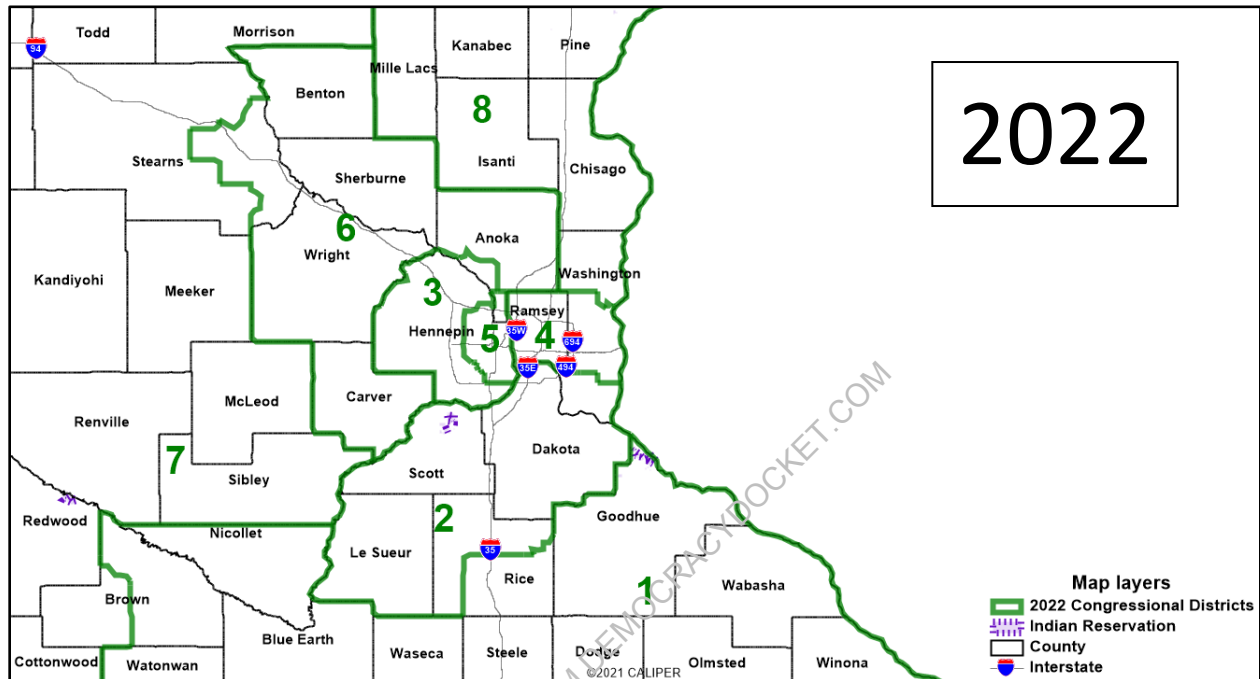 Todd
Morrison
Kanabec
Pine
94
Mille Lacs
Benton
8
2022
Stearns
Isanti
Chisago
Sherburne
6
Anoka
Wright
Washington
Kandiyohi
Meeker
3
Ramsey
Hennepin
5
35W
4
694
35E
494
Carver
McLeod
Renville
Dakota
7
Scott
Sibley
2
Goodhue
Redwood
Nicollet
Le Sueur
35
Rice
1
Wabasha
Brown
Blue Earth
Waseca
Steele
Dodge
Olmsted
Winona
Cottonwood
Watonwan
DEMOCRACYDOCKET.COM
©2021 CALIPER
Map layers
2022 Congressional Districts
Indian Reservation
County
Interstate